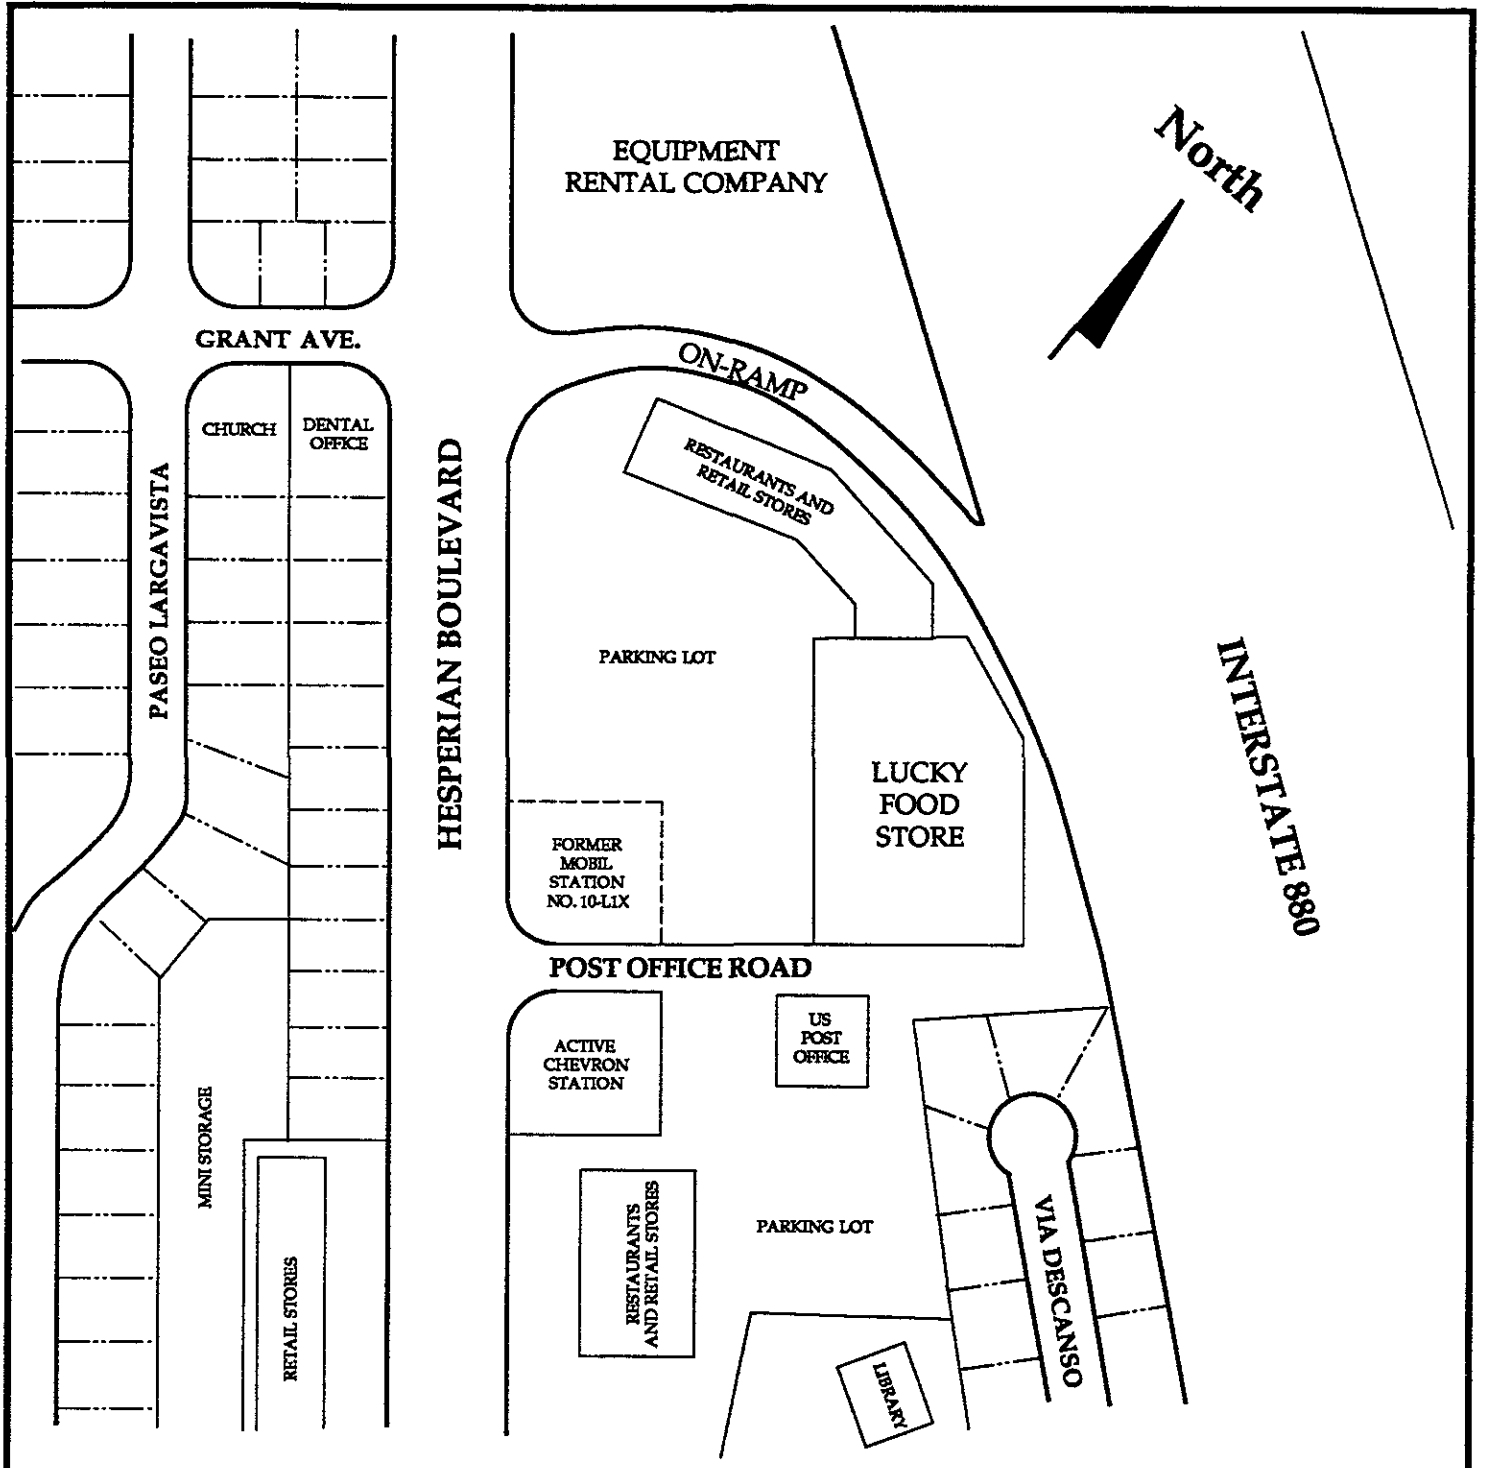 North
EQUIPMENT
RENTAL COMPANY
GRANT AVE.
ON-RAMP
CHURCH
DENTAL
OFFICE
RESTAURANTS AND
RETAIL STORES
PASEO LARGAVISTA
HESPERIAN BOULEVARD
PARKING LOT
INTERSTATE 880
LUCKY
FOOD
STORE
FORMER
MOBIL
STATION
NO. 10-L1X
POST OFFICE ROAD
US
POST
OFFICE
ACTIVE
CHEVRON
STATION
MINI STORAGE
RESTAURANTS
AND RETAIL STORES
PARKING LOT
VIA DESCANSO
RETAIL STORES
LIBRARY